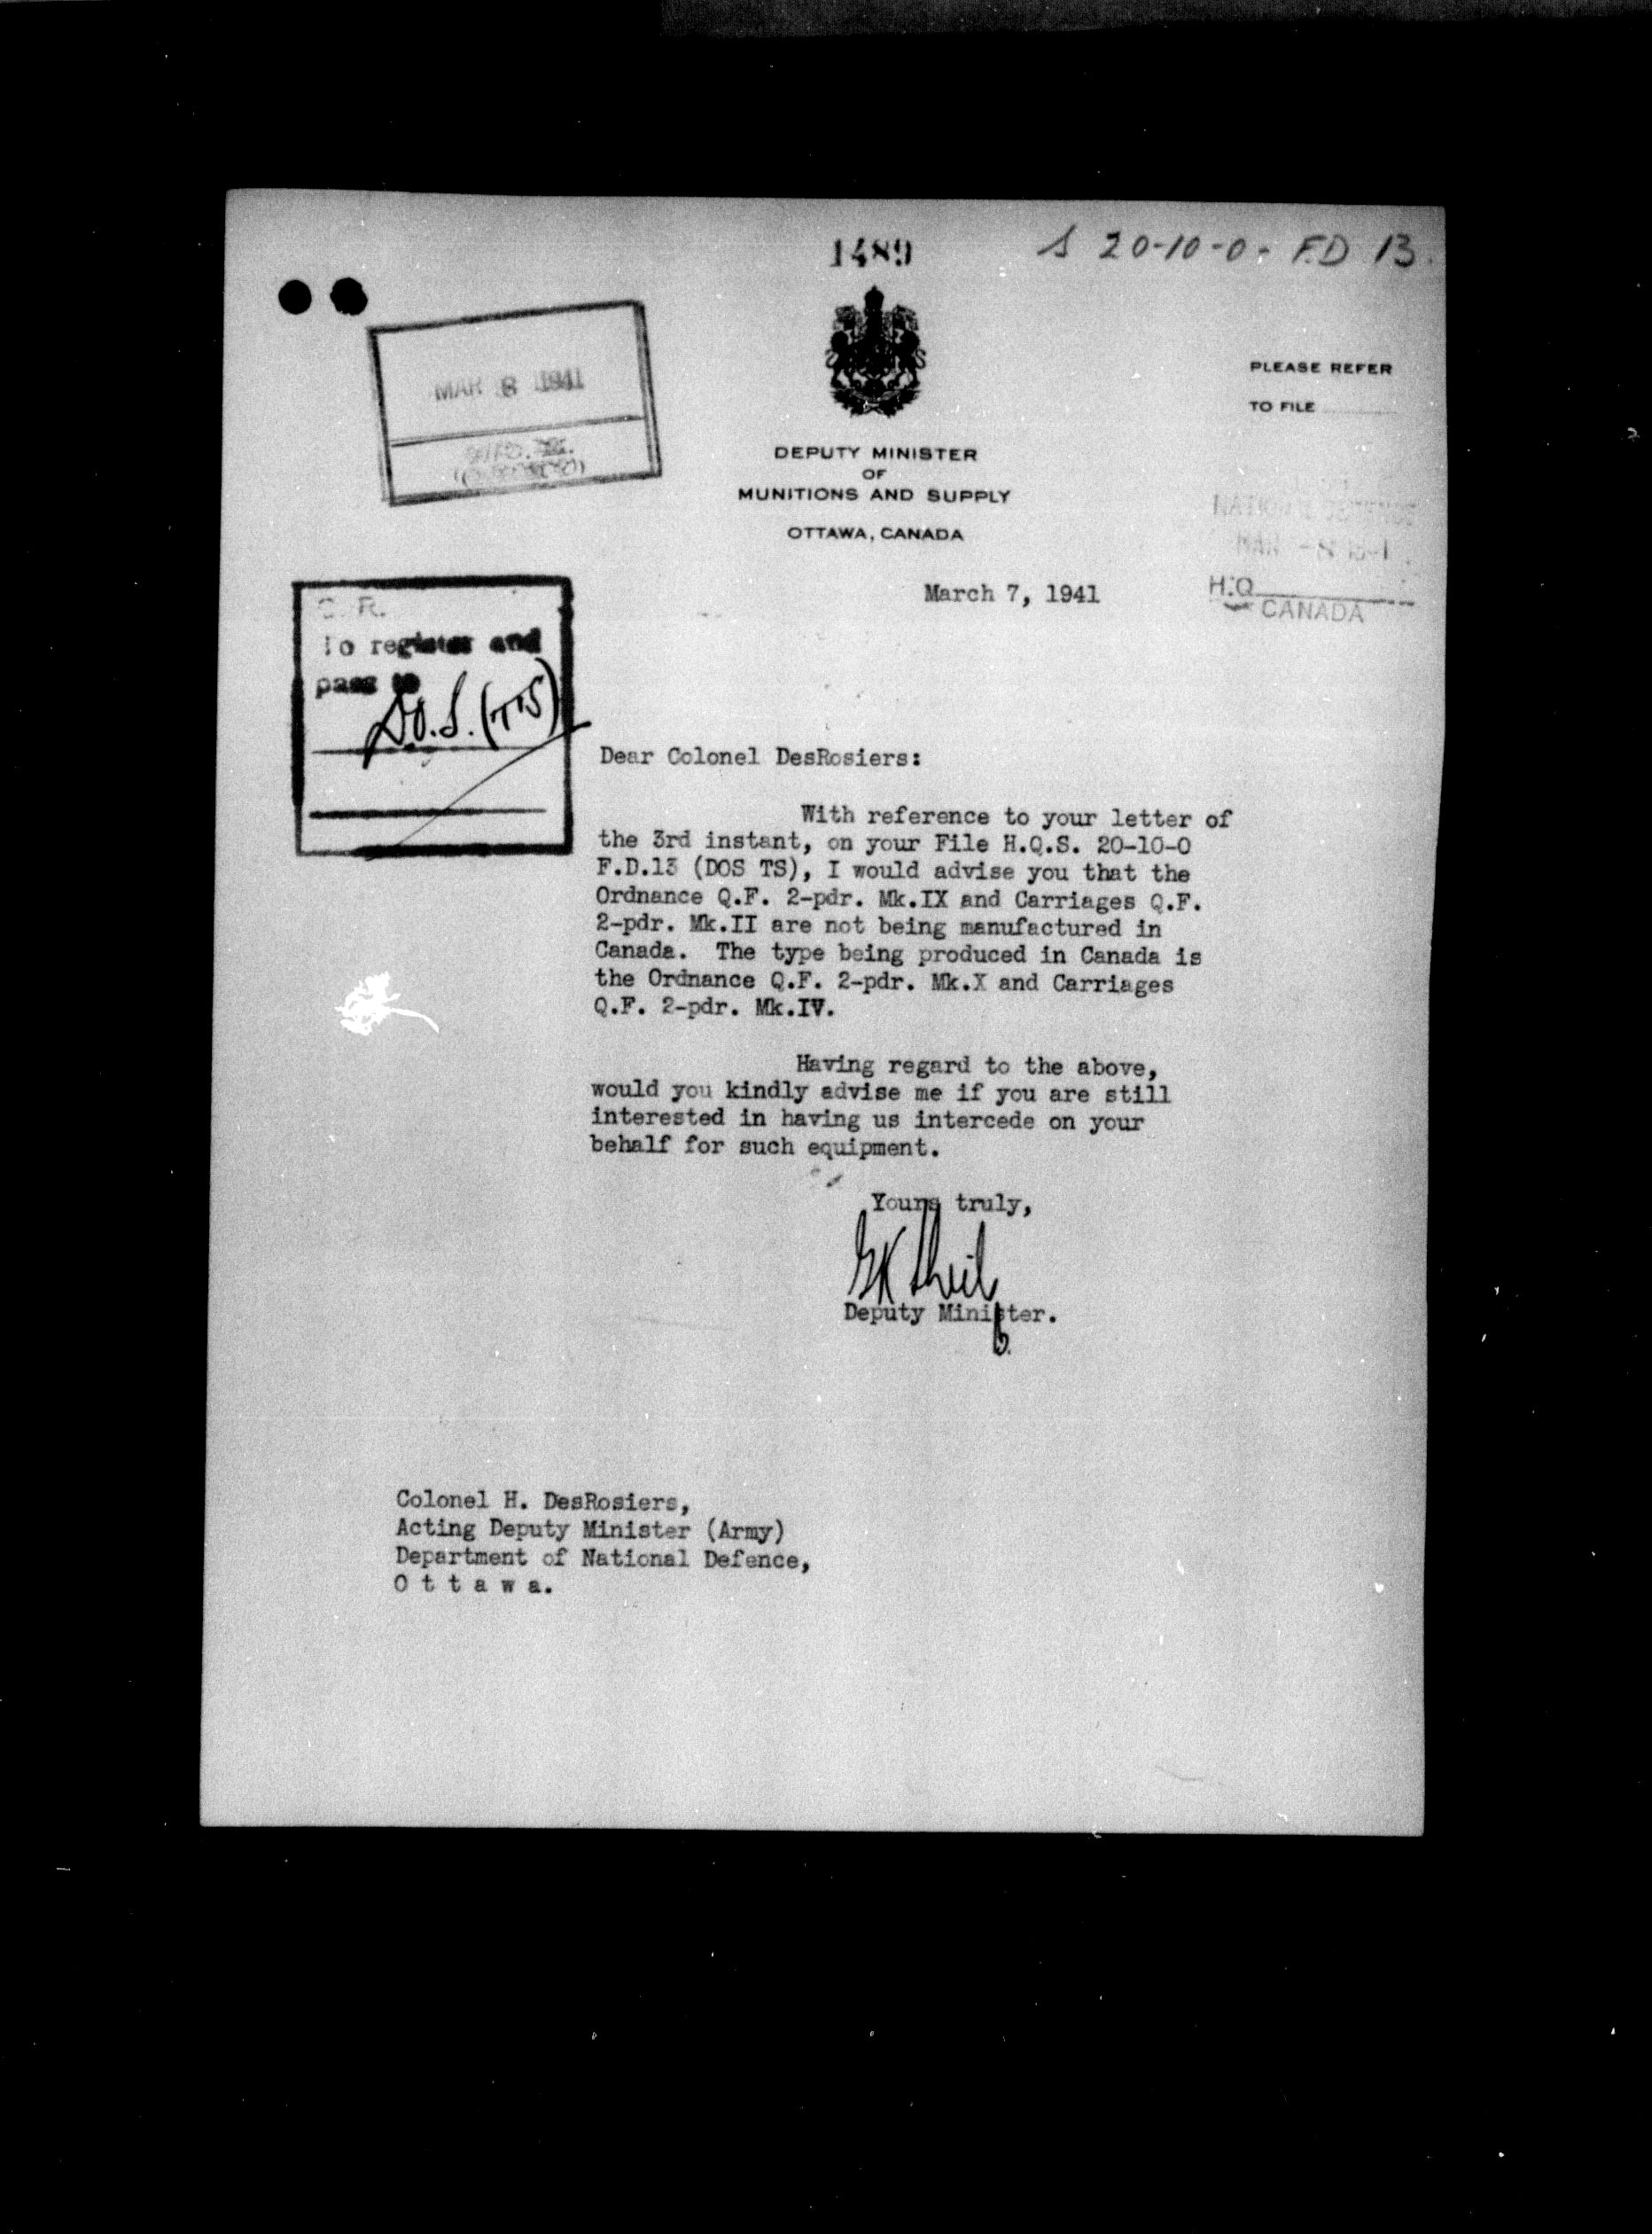 1489
S 20-10-0- F.D 13.
MAR 8 1941
PLEASE REFER
TO FILE
DEPUTY MINISTER
OF
MUNITIONS AND SUPPLY
OTTAWA, CANADA
NATIONAL DEFENCE
H.Q.
CANADA
March 7, 1941
C. R.
To register and
pass to
D.O.S. (TS)
Dear Colonel DesRosiers:
With reference to your letter of
the 3rd instant, on your File H.Q.S. 20-10-0
F.D.13 (DOS TS), I would advise you that the
Ordnance Q.F. 2-pdr. Mk.IX and Carriages Q.F.
2-pdr. Mk.II are not being manufactured in
Canada. The type being produced in Canada is
the Ordnance Q.F. 2-pdr. Mk.X and Carriages
Q.F. 2-pdr. Mk.IV.
Having regard to the above,
would you kindly advise me if you are still
interested in having us intercede on your
behalf for such equipment.
Yours truly,
GK Sheil
Deputy Minister.
Colonel H. DesRosiers,
Acting Deputy Minister (Army)
Department of National Defence,
O t t a w a.